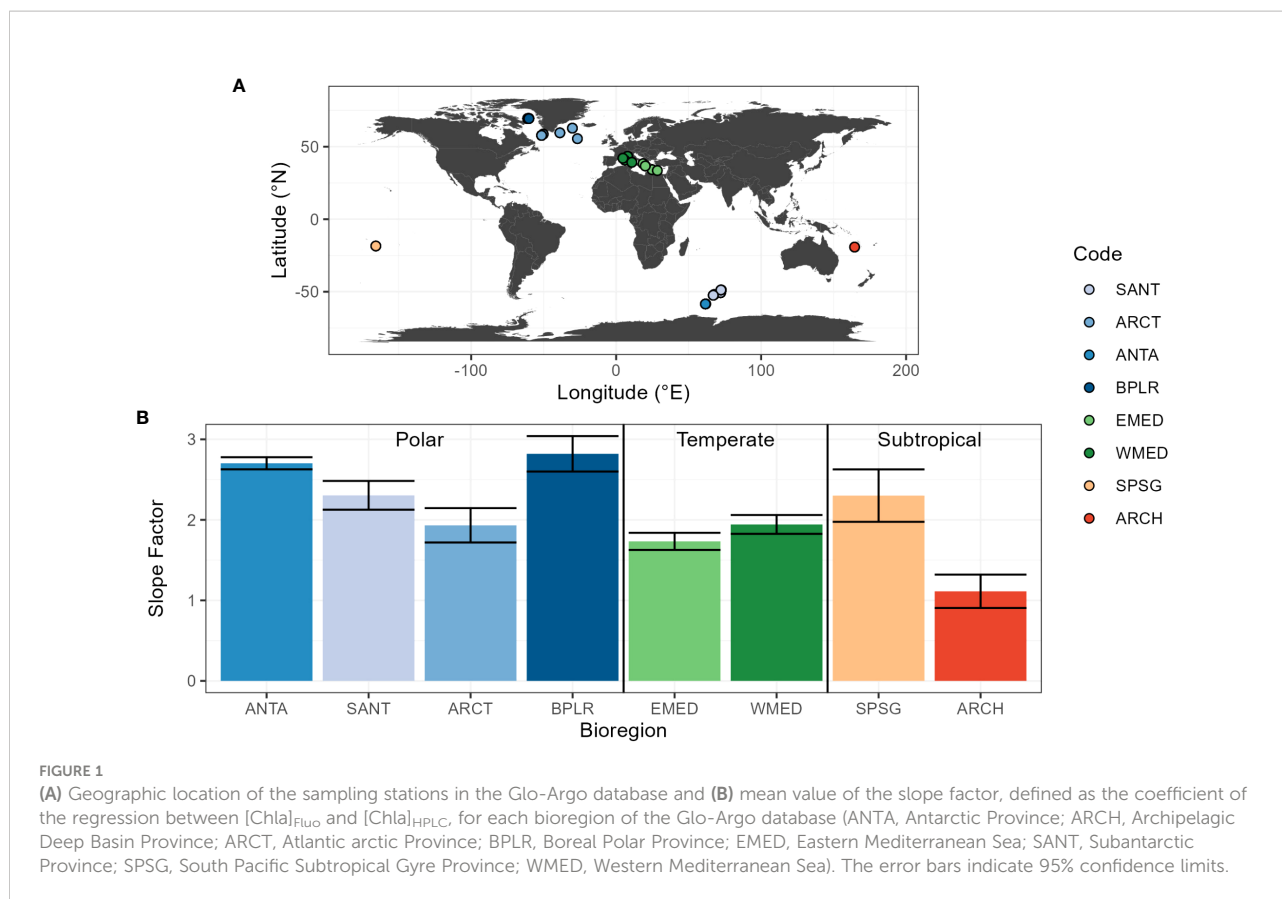 A
50
0
-50
Latitude (°N)
-100
0
100
200
Longitude (°E)
Code
SANT
ARCT
ANTA
BPLR
EMED
WMED
SPSG
ARCH
B
Polar
Temperate
Subtropical
3
2
1
0
Slope Factor
ANTA
SANT
ARCT
BPLR
EMED
WMED
SPSG
ARCH
Bioregion
FIGURE 1
(A) Geographic location of the sampling stations in the Glo-Argo database and (B) mean value of the slope factor, defined as the coefficient of
the regression between [Chla]Fluo and [Chla]HPLC, for each bioregion of the Glo-Argo database (ANTA, Antarctic Province; ARCH, Archipelagic
Deep Basin Province; ARCT, Atlantic arctic Province; BPLR, Boreal Polar Province; EMED, Eastern Mediterranean Sea; SANT, Subantarctic
Province; SPSG, South Pacific Subtropical Gyre Province; WMED, Western Mediterranean Sea). The error bars indicate 95% confidence limits.